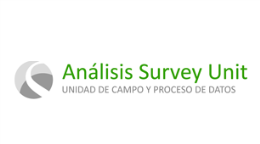 Análisis Survey Unit
UNIDAD DE CAMPO Y PROCESO DE DATOS